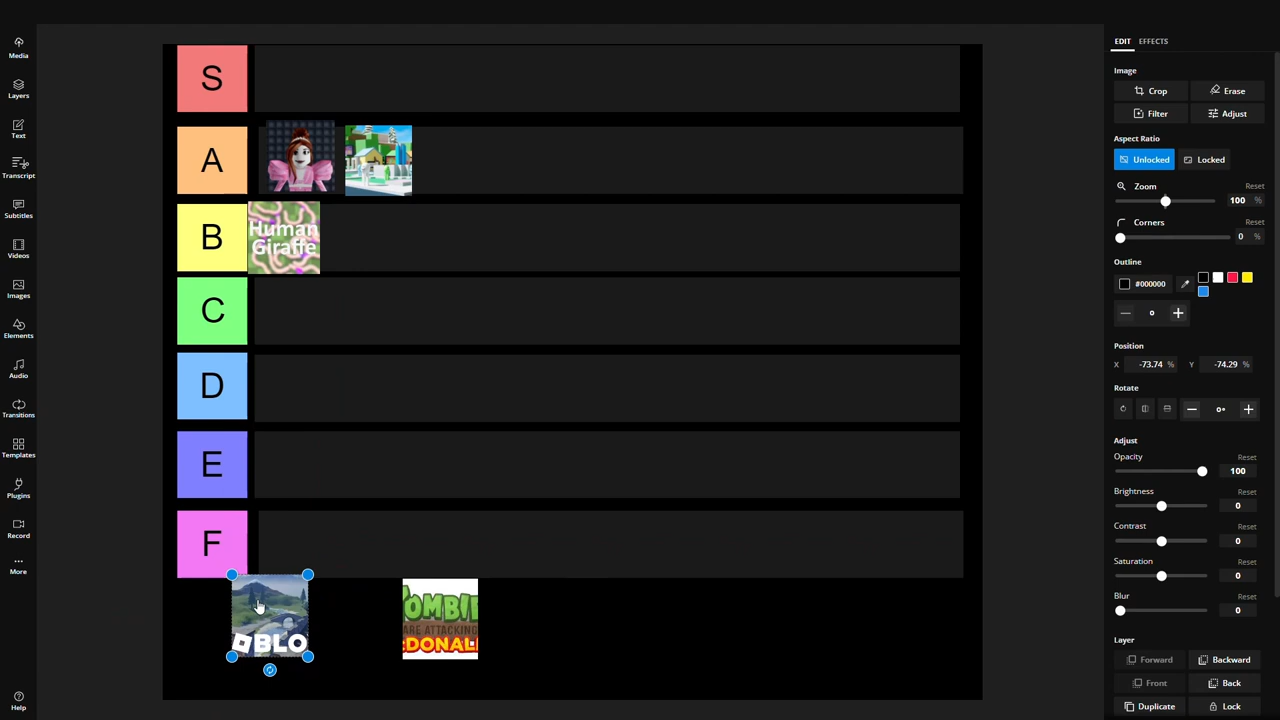 EDIT EFFECTS
Media
Layers
Text
Transcript
Subtitles
Videos
Images
Elements
Audio
Transitions
Templates
Plugins
Record
More
Help
S
A
B
Human
Giraffe
C
D
E
F
BLO
ZOMBIE
ARE ATTACKING
DONAL
Image
Crop Erase
Filter Adjust
Aspect Ratio
Unlocked Locked
Zoom Reset
100 %
Corners Reset
0 %
Outline
#000000
0
Position
X -73.74 % Y -74.29 %
Rotate
0°
Adjust
Opacity Reset
100
Brightness Reset
0
Contrast Reset
0
Saturation Reset
0
Blur Reset
0
Layer
Forward Backward
Front Back
Duplicate Lock